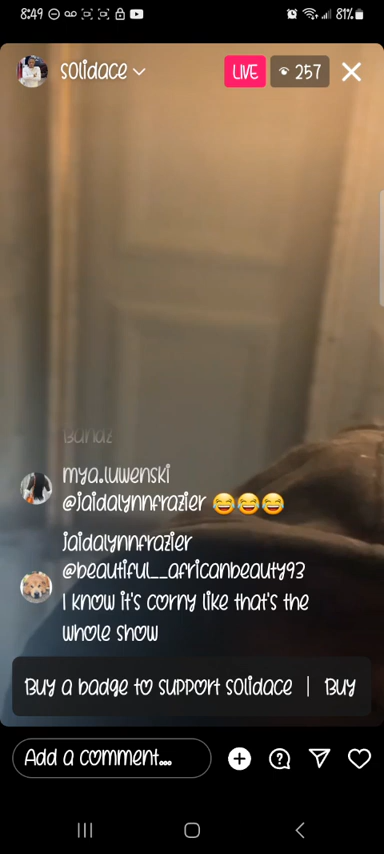 8:49 81%
solidace LIVE 257
Bandz
mya.luwenski
@jaidalynnfrazier 😂😂😂
jaidalynnfrazier
@beautiful__africanbeauty93
I know it's corny like that's the
whole show
Buy a badge to support solidace | Buy
Add a comment...